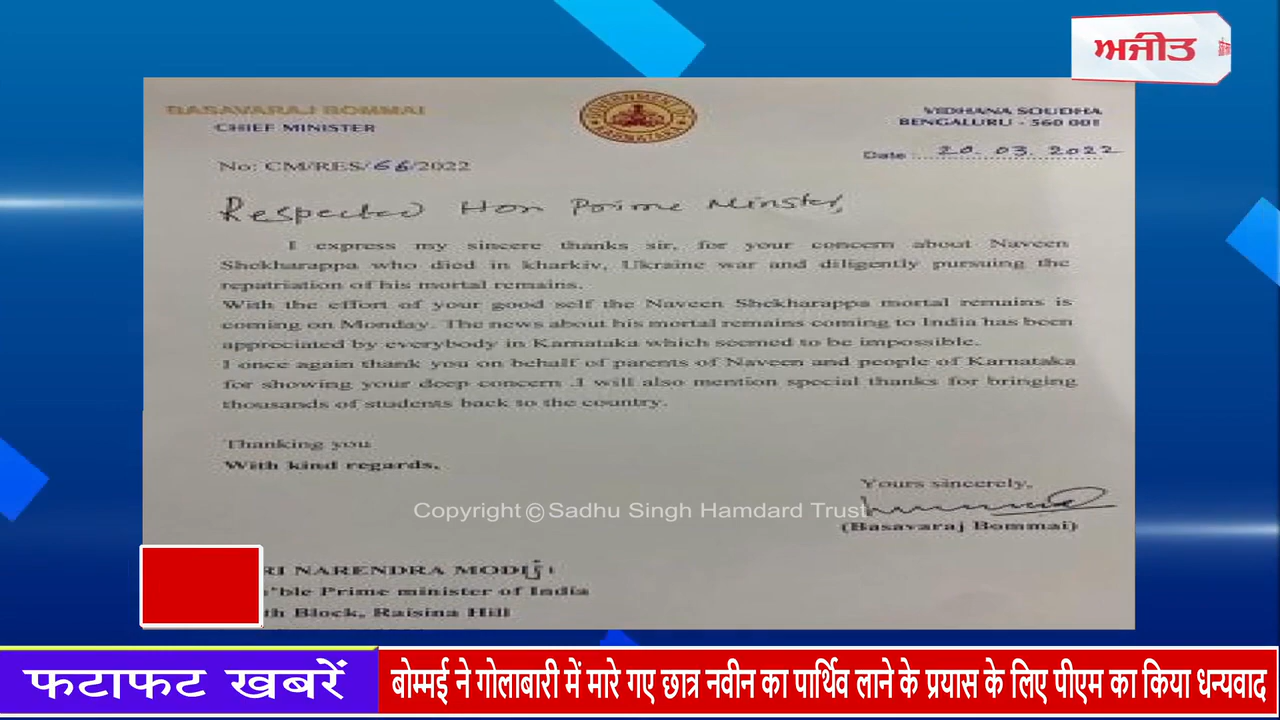 ਅਜੀਤ
BASAVARAJ BOMMAI
CHIEF MINISTER
GOVERNMENT OF KARNATAKA
VIDHANA SOUDHA
BENGALURU - 560 001
No: CM/RES/66/2022
Date : 20.03.2022
Respected Hon Prime Minster,
I express my sincere thanks sir, for your concern about Naveen
Shekharappa who died in kharkiv, Ukraine war and diligently pursuing the
repatriation of his mortal remains.
With the effort of your good self the Naveen Shekharappa mortal remains is
coming on Monday. The news about his mortal remains coming to India has been
appreciated by everybody in Karnataka which seemed to be impossible.
I once again thank you on behalf of parents of Naveen and people of Karnataka
for showing your deep concern .I will also mention special thanks for bringing
thousands of students back to the country.
Thanking you
With kind regards,
Yours sincerely,
Copyright © Sadhu Singh Hamdard Trust
(Basavaraj Bommai)
RI NARENDRA MODIJI
'ble Prime minister of India
th Block, Raisina Hill
फटाफट खबरें
बोम्मई ने गोलाबारी में मारे गए छात्र नवीन का पार्थिव लाने के प्रयास के लिए पीएम का किया धन्यवाद